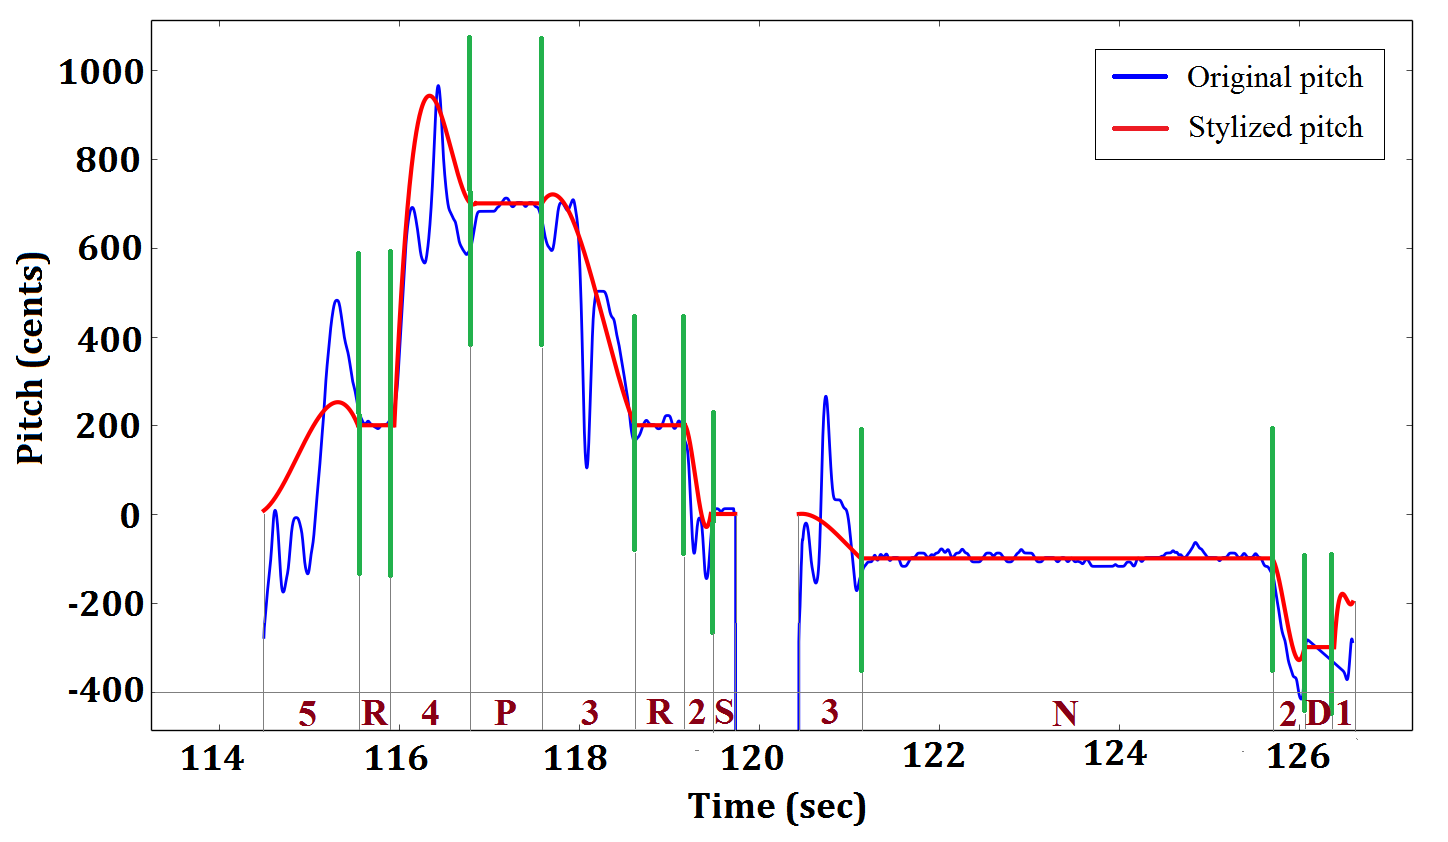 Original pitch
Stylized pitch
1000
800
600
400
200
0
-200
-400
Pitch (cents)
5 R 4 P 3 R 2 S 3 N 2 D 1
114 116 118 120 122 124 126
Time (sec)